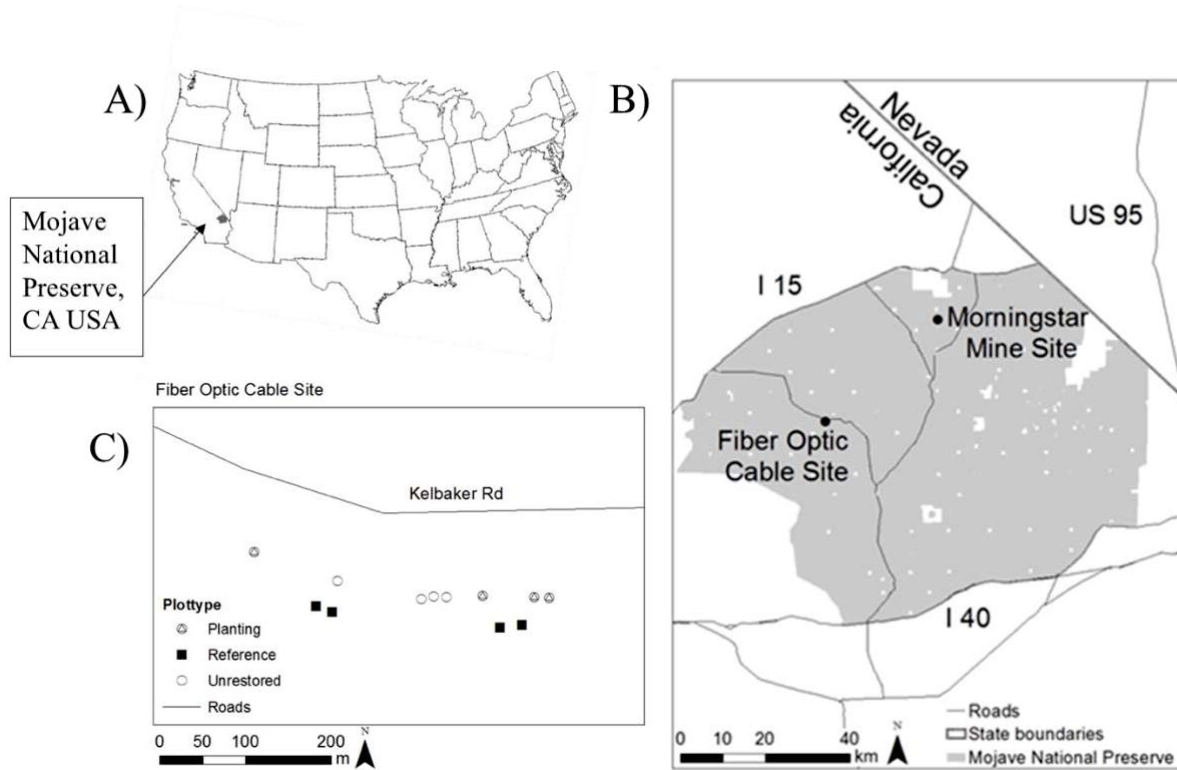 A)
Mojave
National
Preserve,
CA USA
B)
Nevada
California
US 95
I 15
Morningstar
Mine Site
Fiber Optic
Cable Site
I 40
N
0 10 20 40
km
Roads
State boundaries
Mojave National Preserve
Fiber Optic Cable Site
C)
Kelbaker Rd
Plottype
Planting
Reference
Unrestored
Roads
N
0 50 100 200
m